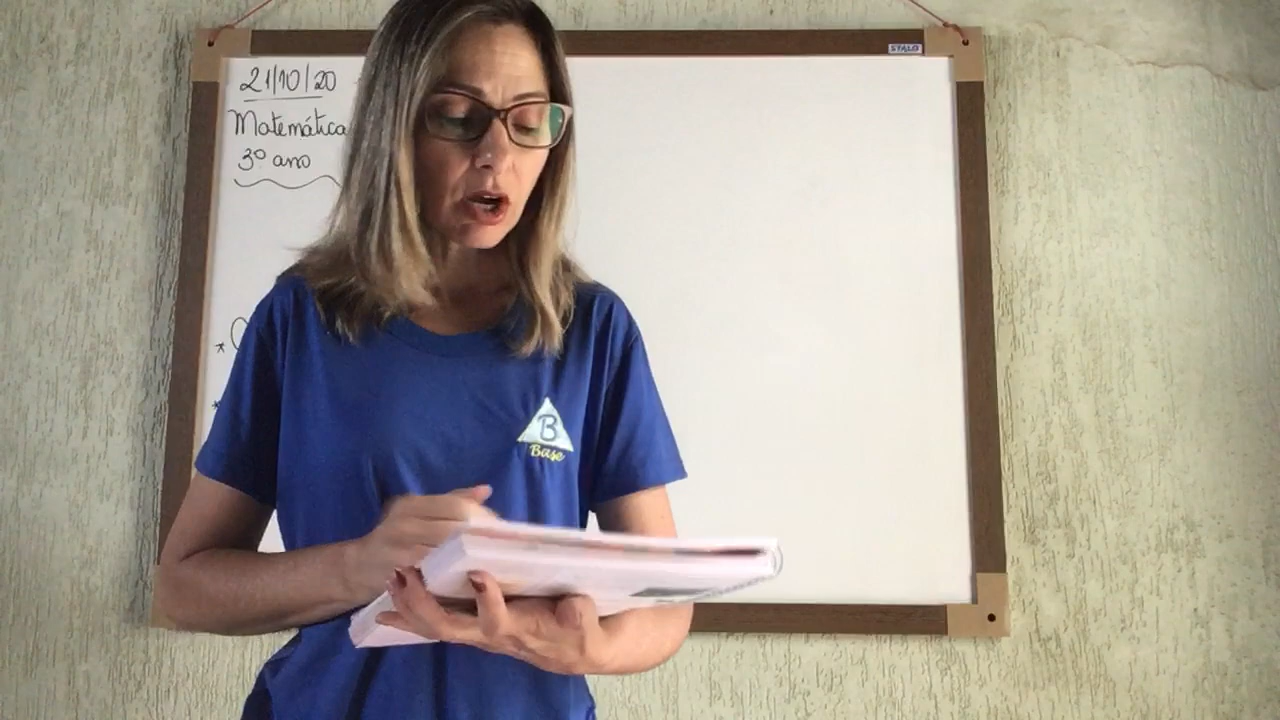 STALO
21/10/20
Matemática
3º ano
*
*
B
Base